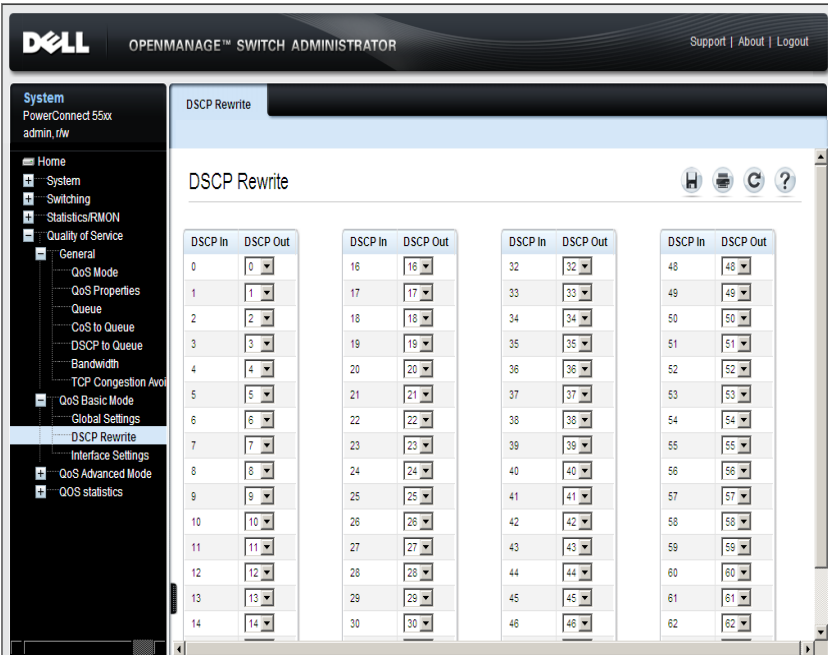 DELL OPENMANAGE™ SWITCH ADMINISTRATOR Support | About | Logout
System
PowerConnect 55xx
admin, r/w
Home
System
Switching
Statistics/RMON
Quality of Service
General
QoS Mode
QoS Properties
Queue
CoS to Queue
DSCP to Queue
Bandwidth
TCP Congestion Avoi
QoS Basic Mode
Global Settings
DSCP Rewrite
Interface Settings
QoS Advanced Mode
QOS statistics
DSCP Rewrite
DSCP Rewrite
DSCP In DSCP Out DSCP In DSCP Out DSCP In DSCP Out DSCP In DSCP Out
0 0 16 16 32 32 48 48
1 1 17 17 33 33 49 49
2 2 18 18 34 34 50 50
3 3 19 19 35 35 51 51
4 4 20 20 36 36 52 52
5 5 21 21 37 37 53 53
6 6 22 22 38 38 54 54
7 7 23 23 39 39 55 55
8 8 24 24 40 40 56 56
9 9 25 25 41 41 57 57
10 10 26 26 42 42 58 58
11 11 27 27 43 43 59 59
12 12 28 28 44 44 60 60
13 13 29 29 45 45 61 61
14 14 30 30 46 46 62 62